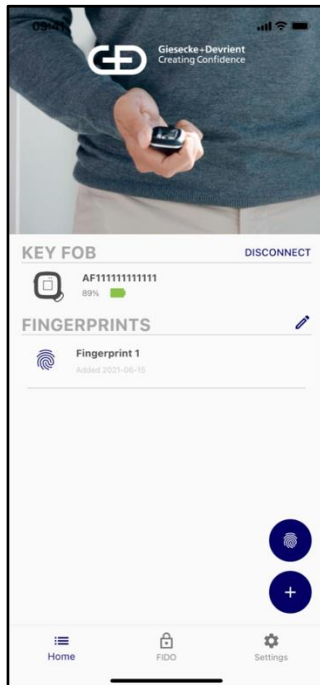 09:41
Giesecke+Devrient
Creating Confidence
KEY FOB
DISCONNECT
AF111111111111
89%
FINGERPRINTS
Fingerprint 1
Added 2021-06-15
Home
FIDO
Settings